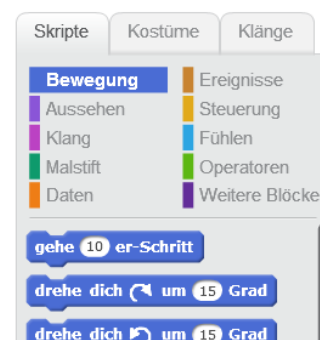 Skripte Kostüme Klänge
Bewegung Ereignisse
Aussehen Steuerung
Klang Fühlen
Malstift Operatoren
Daten Weitere Blöcke
gehe 10 er-Schritt
drehe dich um 15 Grad
drehe dich um 15 Grad